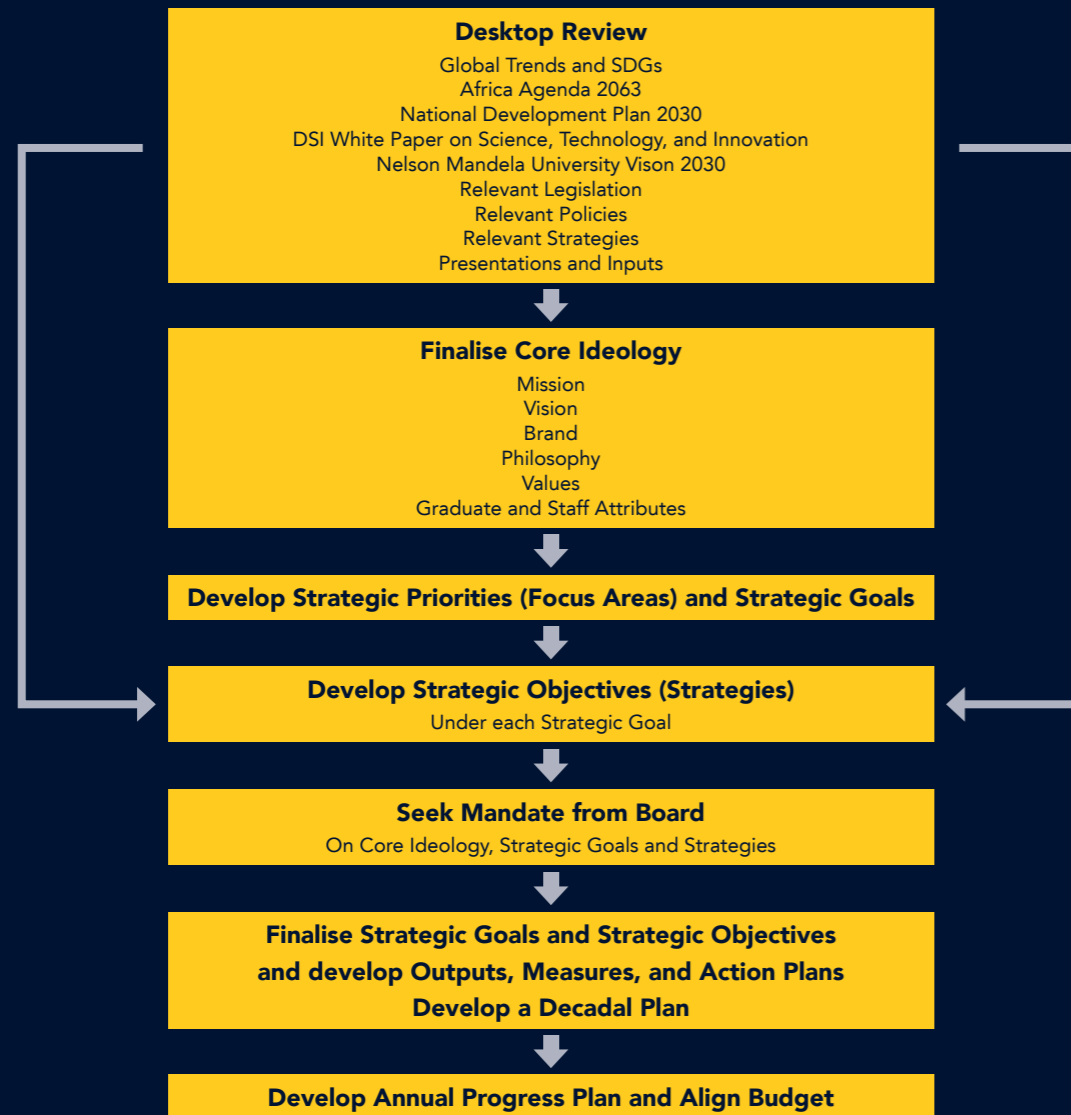 Desktop Review
Global Trends and SDGs
Africa Agenda 2063
National Development Plan 2030
DSI White Paper on Science, Technology, and Innovation
Nelson Mandela University Vison 2030
Relevant Legislation
Relevant Policies
Relevant Strategies
Presentations and Inputs
Finalise Core Ideology
Mission
Vision
Brand
Philosophy
Values
Graduate and Staff Attributes
Develop Strategic Priorities (Focus Areas) and Strategic Goals
Develop Strategic Objectives (Strategies)
Under each Strategic Goal
Seek Mandate from Board
On Core Ideology, Strategic Goals and Strategies
Finalise Strategic Goals and Strategic Objectives
and develop Outputs, Measures, and Action Plans
Develop a Decadal Plan
Develop Annual Progress Plan and Align Budget